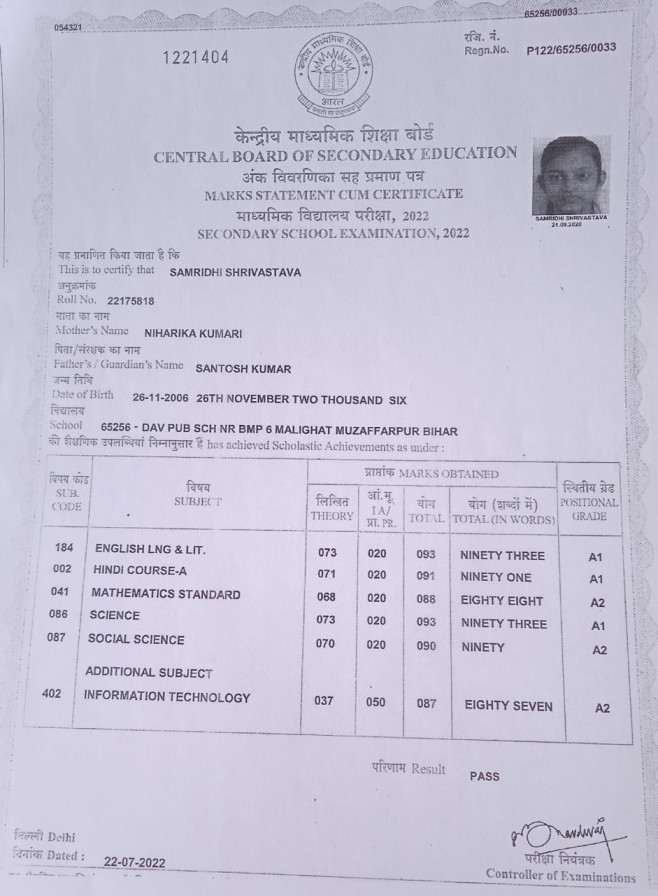 054321
65256/00933
1221404
रजि. नं.
Regn.No. P122/65256/0033
केन्द्रीय माध्यमिक शिक्षा बोर्ड
भारत
केन्द्रीय माध्यमिक शिक्षा बोर्ड
CENTRAL BOARD OF SECONDARY EDUCATION
अंक विवरणिका सह प्रमाण पत्र
MARKS STATEMENT CUM CERTIFICATE
माध्यमिक विद्यालय परीक्षा, 2022
SECONDARY SCHOOL EXAMINATION, 2022
SAMRIDHI SHRIVASTAVA
21.09.2020
यह प्रमाणित किया जाता है कि
This is to certify that SAMRIDHI SHRIVASTAVA
अनुक्रमांक
Roll No. 22175818
माता का नाम
Mother's Name NIHARIKA KUMARI
पिता/संरक्षक का नाम
Father's / Guardian's Name SANTOSH KUMAR
जन्म तिथि
Date of Birth 26-11-2006 26TH NOVEMBER TWO THOUSAND SIX
विद्यालय
School 65256 - DAV PUB SCH NR BMP 6 MALIGHAT MUZAFFARPUR BIHAR
की शैक्षणिक उपलब्धियां निम्नानुसार हैं has achieved Scholastic Achievements as under :
विषय कोड SUB. CODE
विषय SUBJECT
प्राप्तांक MARKS OBTAINED
लिखित THEORY
आं.मू. IA/ प्रा. PR.
योग TOTAL
योग (शब्दों में) TOTAL (IN WORDS)
स्थितीय ग्रेड POSITIONAL GRADE
184 ENGLISH LNG & LIT. 073 020 093 NINETY THREE A1
002 HINDI COURSE-A 071 020 091 NINETY ONE A1
041 MATHEMATICS STANDARD 068 020 088 EIGHTY EIGHT A2
086 SCIENCE 073 020 093 NINETY THREE A1
087 SOCIAL SCIENCE 070 020 090 NINETY A2
ADDITIONAL SUBJECT
402 INFORMATION TECHNOLOGY 037 050 087 EIGHTY SEVEN A2
परिणाम Result PASS
दिल्ली Delhi
दिनांक Dated : 22-07-2022
परीक्षा नियंत्रक
Controller of Examinations